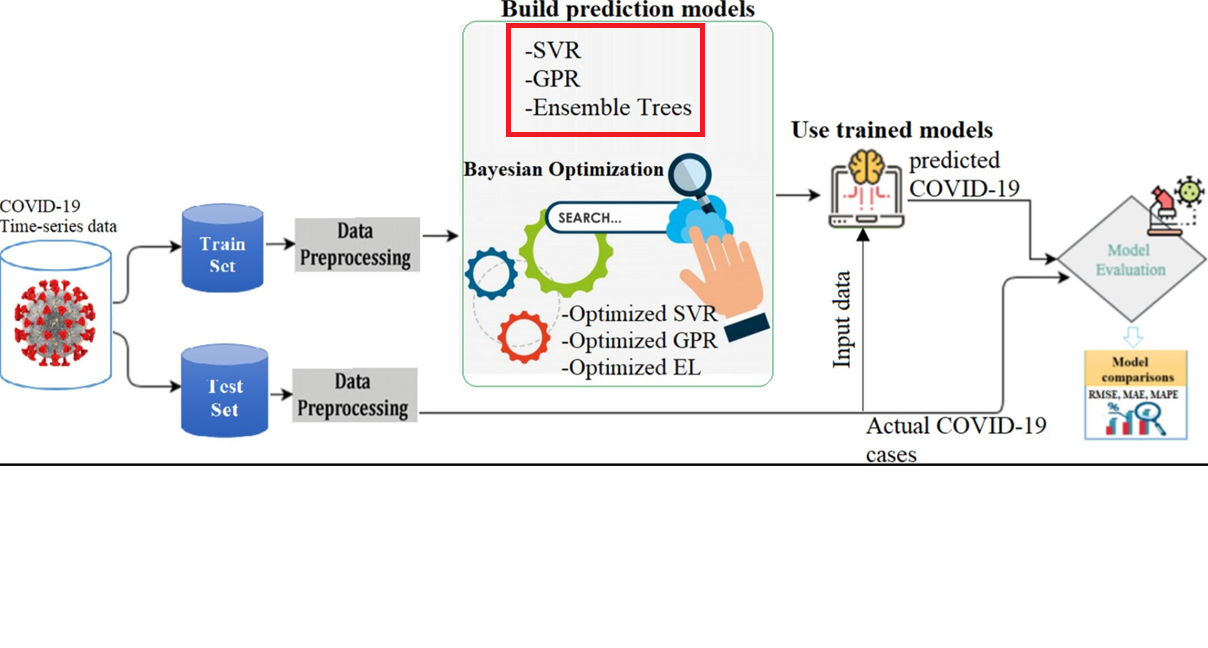 Build prediction models
-SVR
-GPR
-Ensemble Trees
Bayesian Optimization
SEARCH...
-Optimized SVR
-Optimized GPR
-Optimized EL
COVID-19
Time-series data
Train
Set
Data
Preprocessing
Test
Set
Data
Preprocessing
Use trained models
predicted
COVID-19
Input data
Actual COVID-19
cases
Model
Evaluation
Model
comparisons
RMSE, MAE, MAPE
%